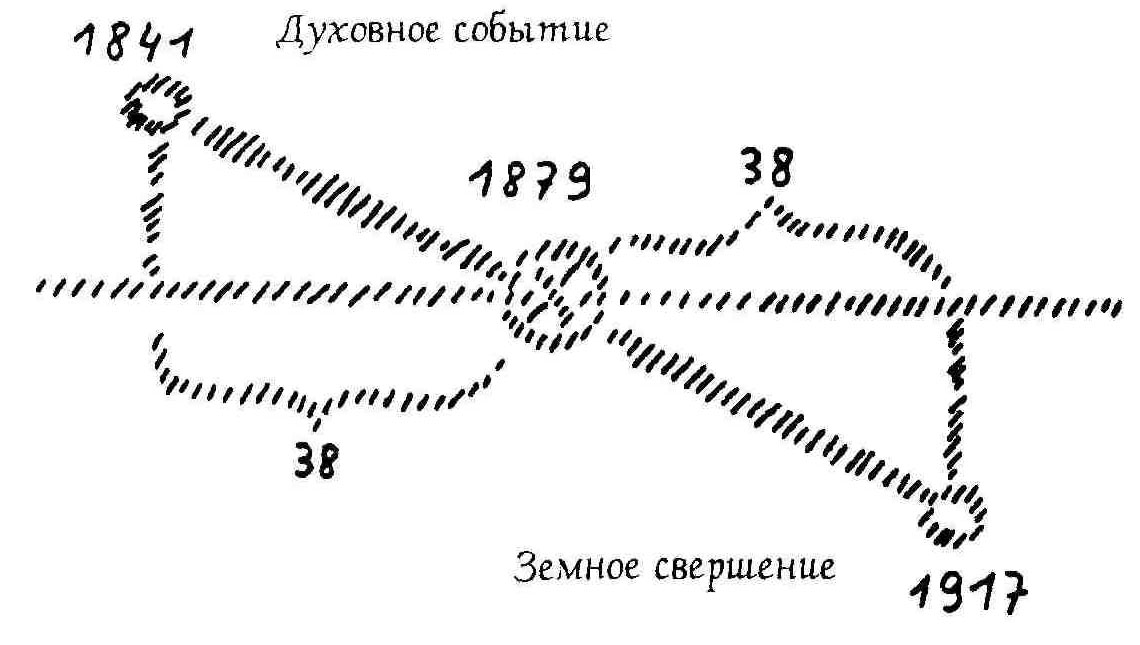 1841
Духовное событие
1879
38
38
Земное свершение
1917